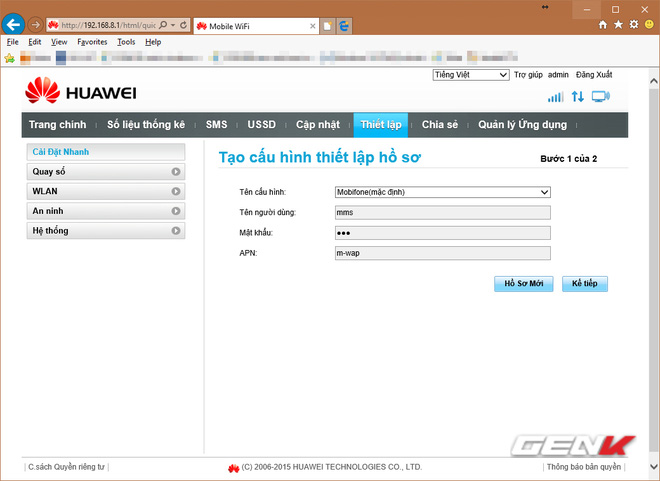 http://192.168.8.1/html/quic
Mobile WiFi
File Edit View Favorites Tools Help
Tiếng Việt Trợ giúp admin Đăng Xuất
HUAWEI
Trang chính Số liệu thống kê SMS USSD Cập nhật Thiết lập Chia sẻ Quản lý Ứng dụng
Cài Đặt Nhanh
Quay số
WLAN
An ninh
Hệ thống
Tạo cấu hình thiết lập hồ sơ
Bước 1 của 2
Tên cấu hình: Mobifone(mặc định)
Tên người dùng: mms
Mật khẩu: ●●●
APN: m-wap
Hồ Sơ Mới Kế tiếp
GENK
C.sách Quyền riêng tư (C) 2006-2015 HUAWEI TECHNOLOGIES CO., LTD. Thông báo bản quyền